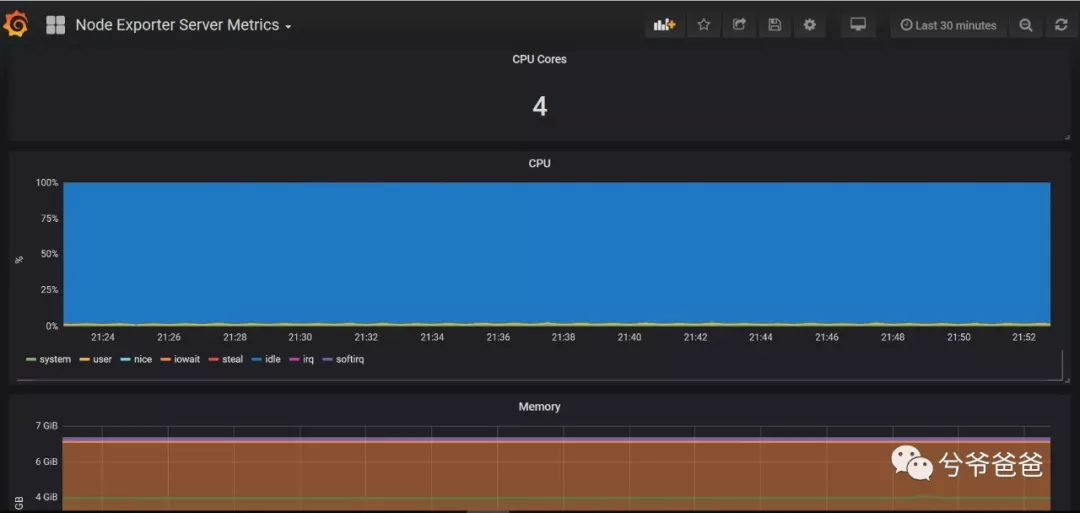 Node Exporter Server Metrics
Last 30 minutes
CPU Cores
4
CPU
100%
75%
50%
25%
0%
%
21:24 21:26 21:28 21:30 21:32 21:34 21:36 21:38 21:40 21:42 21:44 21:46 21:48 21:50 21:52
system user nice iowait steal idle irq softirq
Memory
7 GiB
6 GiB
4 GiB
GB
兮爷爸爸